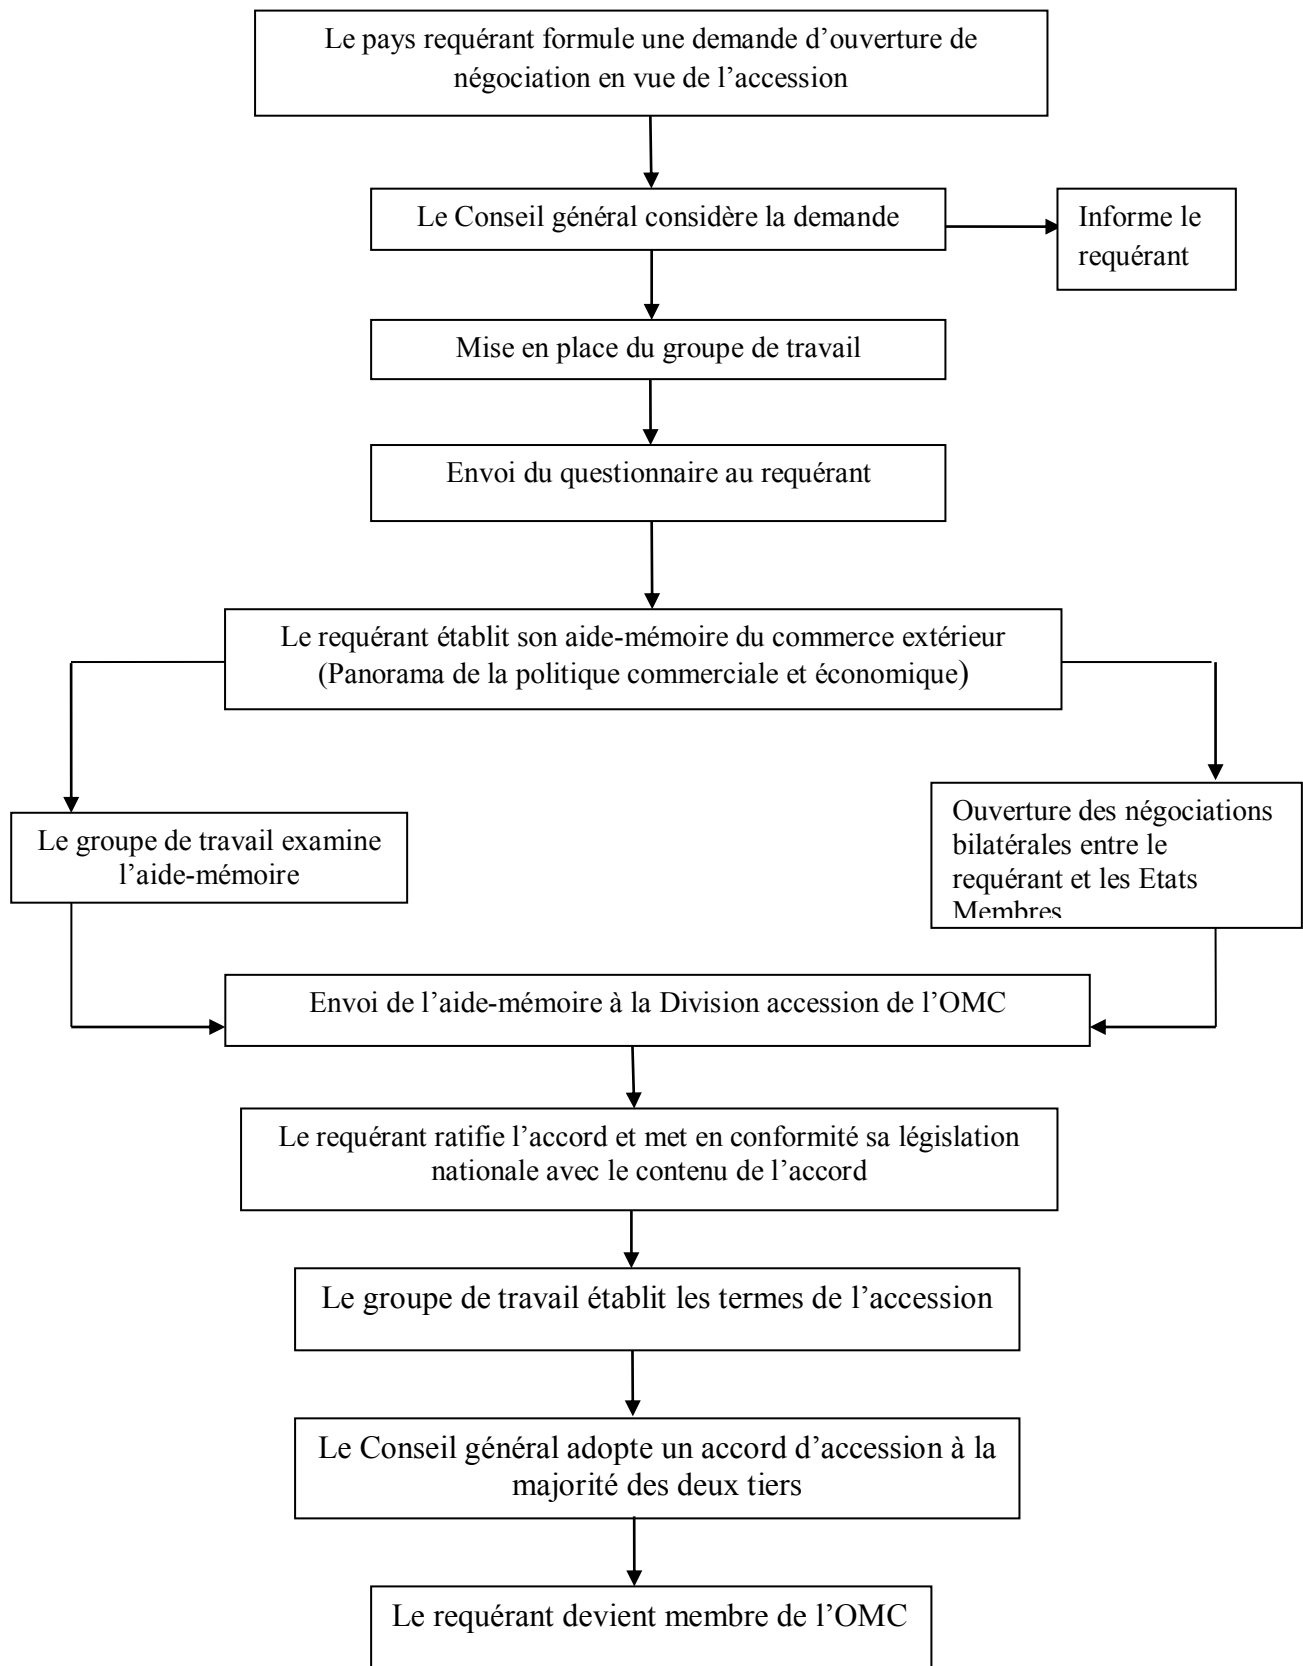 Le pays requérant formule une demande d’ouverture de
négociation en vue de l’accession
Le Conseil général considère la demande
Informe le
requérant
Mise en place du groupe de travail
Envoi du questionnaire au requérant
Le requérant établit son aide-mémoire du commerce extérieur
(Panorama de la politique commerciale et économique)
Le groupe de travail examine
l’aide-mémoire
Ouverture des négociations
bilatérales entre le
requérant et les Etats
Membres
Envoi de l’aide-mémoire à la Division accession de l’OMC
Le requérant ratifie l’accord et met en conformité sa législation
nationale avec le contenu de l’accord
Le groupe de travail établit les termes de l’accession
Le Conseil général adopte un accord d’accession à la
majorité des deux tiers
Le requérant devient membre de l’OMC